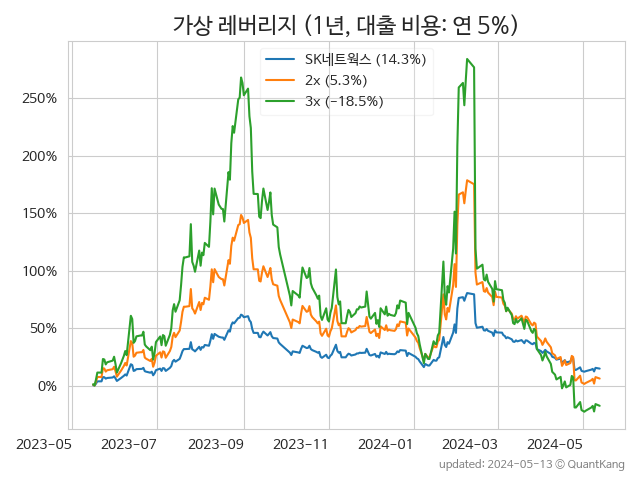 가상 레버리지 (1년, 대출 비용: 연 5%)
SK네트웍스 (14.3%)
2x (5.3%)
3x (−18.5%)
250%
200%
150%
100%
50%
0%
2023-05 2023-07 2023-09 2023-11 2024-01 2024-03 2024-05
updated: 2024-05-13 © QuantKang